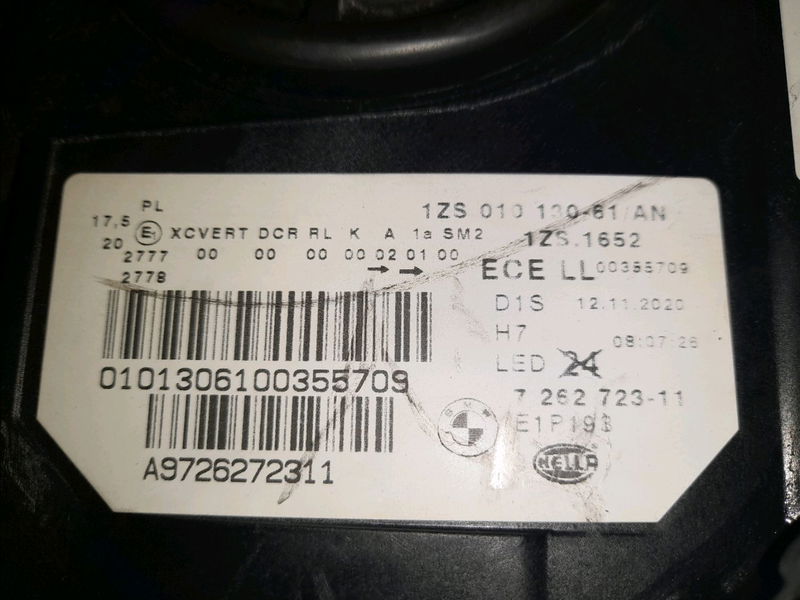 PL
17,5 E1 XCVERT DCR RL K A 1a SM2
20 2777 00 00 00 00 02 01 00
2778 → →
0101306100355709
A9726272311
1ZS 010 130-61/AN
1ZS.1652
ECE LL 00355709
D1S 12.11.2020
H7 08:07:26
LED 24
7 262 723-11
BMW E1P193
HELLA